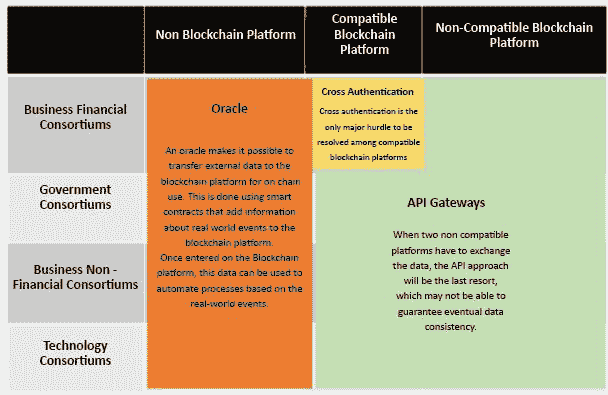 Non Blockchain Platform
Compatible
Blockchain
Platform
Non-Compatible Blockchain
Platform
Business Financial
Consortiums
Government
Consortiums
Business Non -
Financial Consortiums
Technology
Consortiums
Oracle
An oracle makes it possible to
transfer external data to the
blockchain platform for on chain
use. This is done using smart
contracts that add information
about real world events to the
blockchain platform.
Once entered on the Blockchain
platform, this data can be used to
automate processes based on the
real-world events.
Cross Authentication
Cross authentication is the
only major hurdle to be
resolved among compatible
blockchain platforms
API Gateways
When two non compatible
platforms have to exchange
the data, the API approach
will be the last resort,
which may not be able to
guarantee eventual data
consistency.